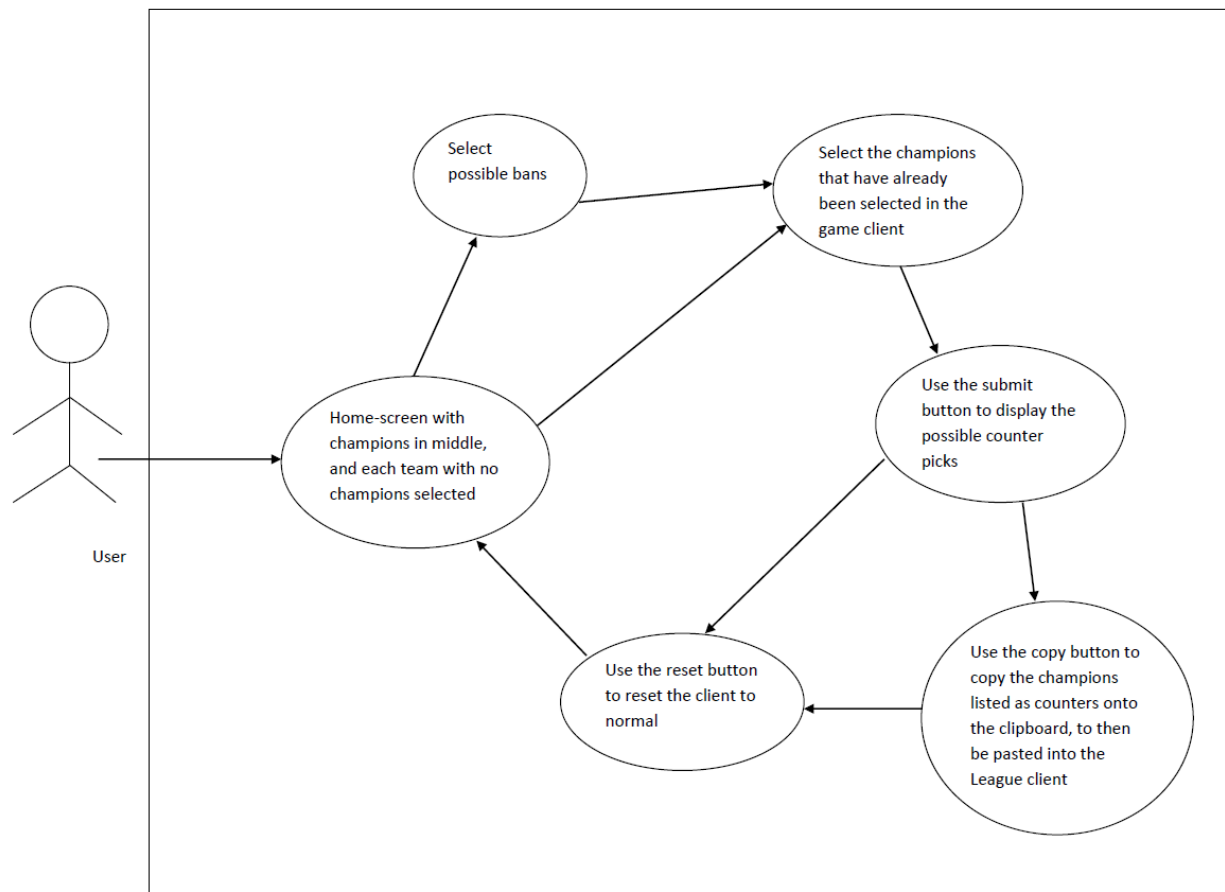 Select
possible bans
Select the champions
that have already
been selected in the
game client
Use the submit
button to display the
possible counter
picks
Home-screen with
champions in middle,
and each team with no
champions selected
User
Use the reset button
to reset the client to
normal
Use the copy button to
copy the champions
listed as counters onto
the clipboard, to then
be pasted into the
League client